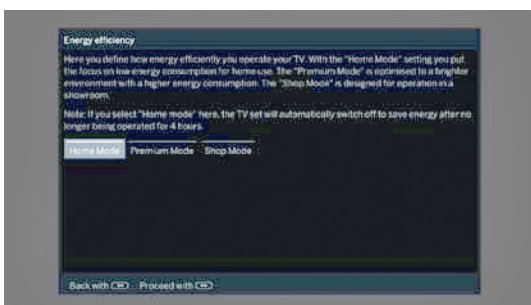 Energy efficiency
Here you define how energy efficiently you operate your TV. With the "Home Mode" setting you put
the focus on low energy consumption for home use. The "Premium Mode" is optimised to a brighter
environment with a higher energy consumption. The "Shop Mode" is designed for operation in a
showroom.
Note: If you select "Home mode" here, the TV set will automatically switch off to save energy after no
longer being operated for 4 hours.
Home Mode Premium Mode Shop Mode
Back with Proceed with